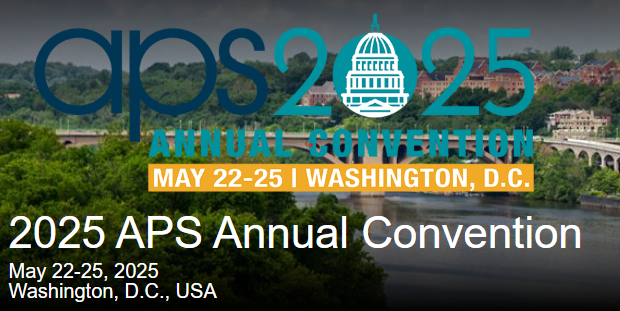 aps2025
ANNUAL CONVENTION
MAY 22-25 | WASHINGTON, D.C.
2025 APS Annual Convention
May 22-25, 2025
Washington, D.C., USA